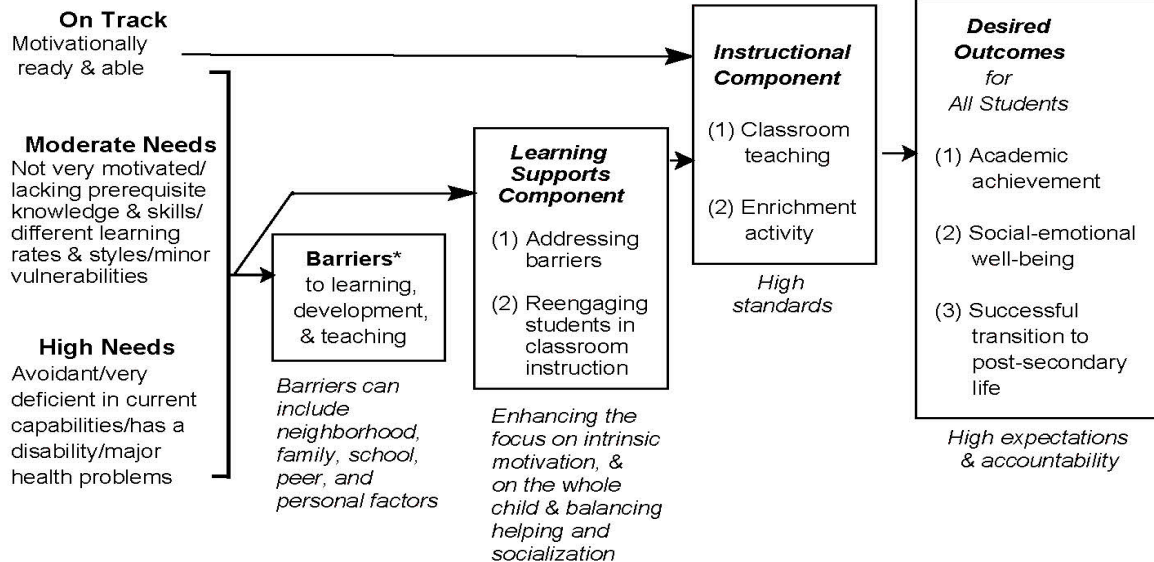 On Track
Motivationally
ready & able
Moderate Needs
Not very motivated/
lacking prerequisite
knowledge & skills/
different learning
rates & styles/minor
vulnerabilities
High Needs
Avoidant/very
deficient in current
capabilities/has a
disability/major
health problems
Barriers*
to learning,
development,
& teaching
Barriers can
include
neighborhood,
family, school,
peer, and
personal factors
Learning
Supports
Component
(1) Addressing
barriers
(2) Reengaging
students in
classroom
instruction
Enhancing the
focus on intrinsic
motivation, &
on the whole
child & balancing
helping and
socialization
Instructional
Component
(1) Classroom
teaching
(2) Enrichment
activity
High
standards
Desired
Outcomes
for
All Students
(1) Academic
achievement
(2) Social-emotional
well-being
(3) Successful
transition to
post-secondary
life
High expectations
& accountability